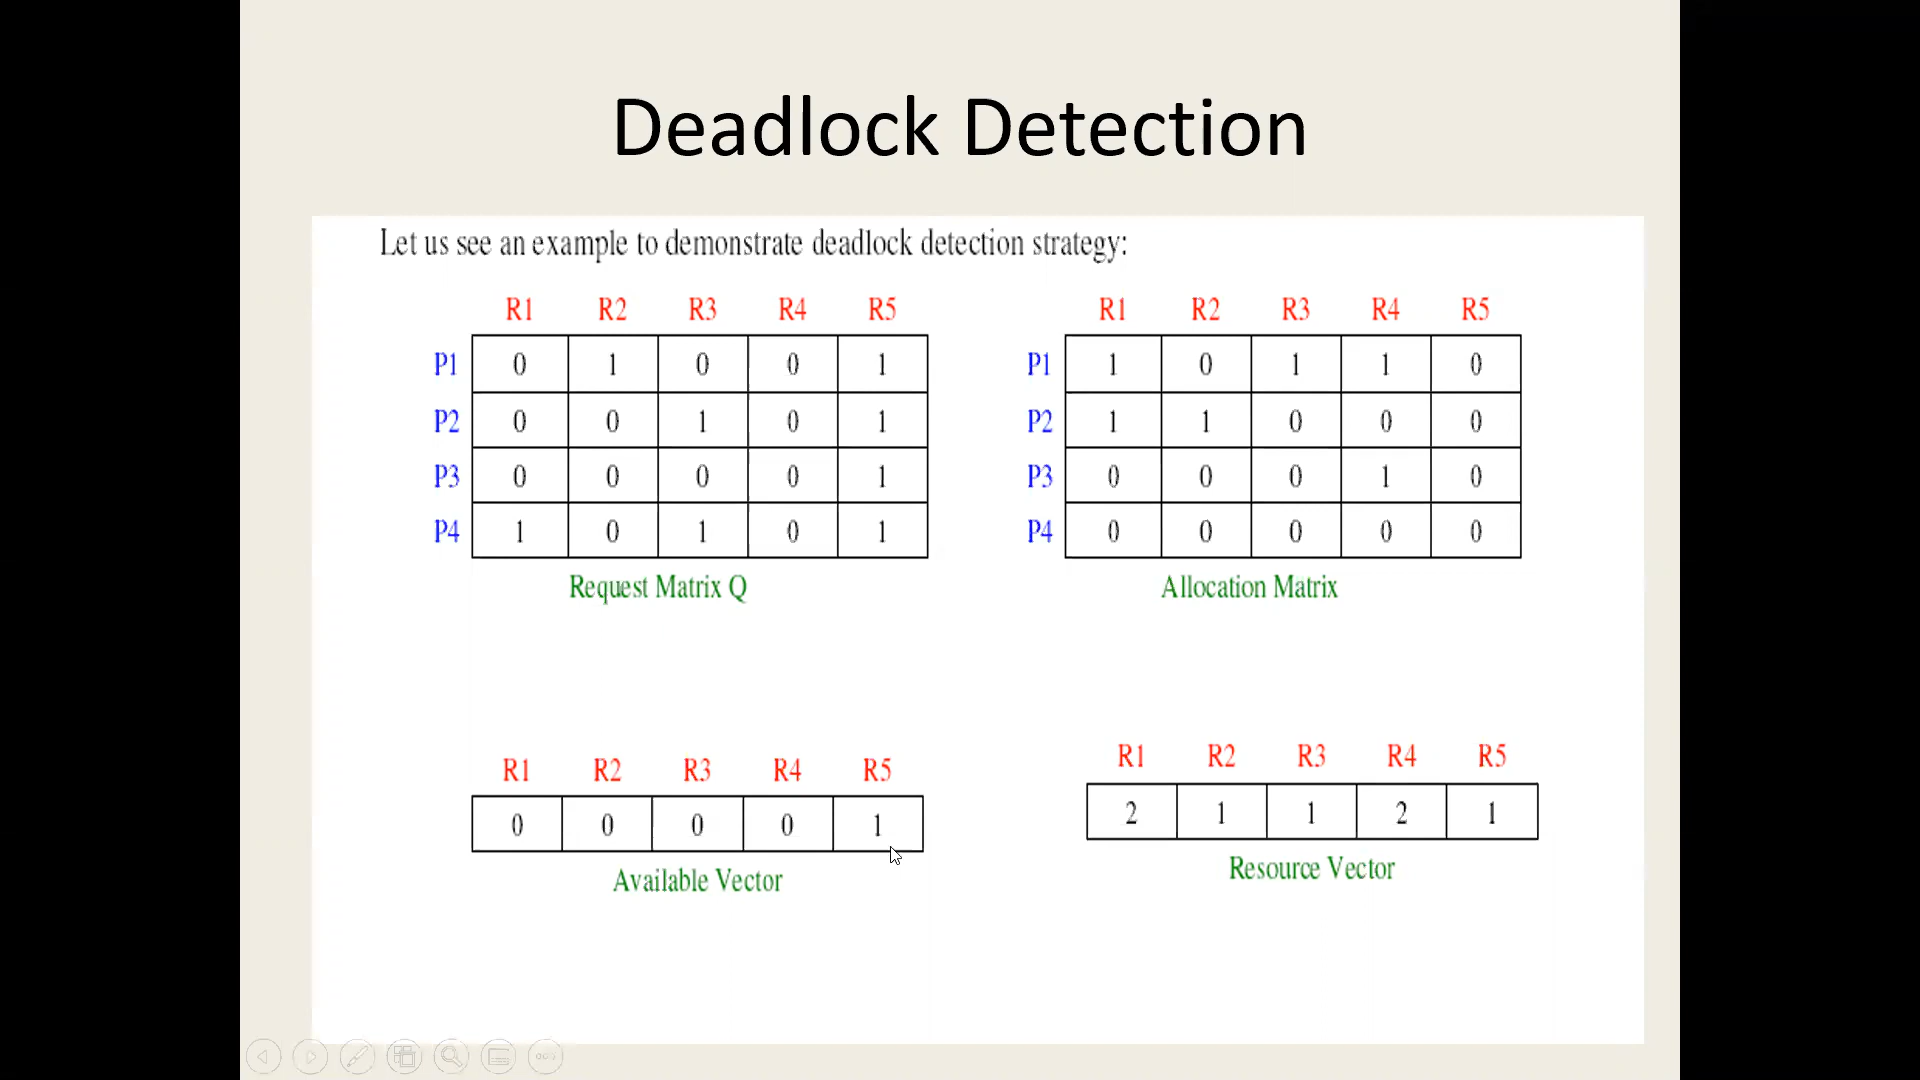 Deadlock Detection
Let us see an example to demonstrate deadlock detection strategy:
R1 R2 R3 R4 R5
P1 0 1 0 0 1
P2 0 0 1 0 1
P3 0 0 0 0 1
P4 1 0 1 0 1
Request Matrix Q
R1 R2 R3 R4 R5
P1 1 0 1 1 0
P2 1 1 0 0 0
P3 0 0 0 1 0
P4 0 0 0 0 0
Allocation Matrix
R1 R2 R3 R4 R5
0 0 0 0 1
Available Vector
R1 R2 R3 R4 R5
2 1 1 2 1
Resource Vector